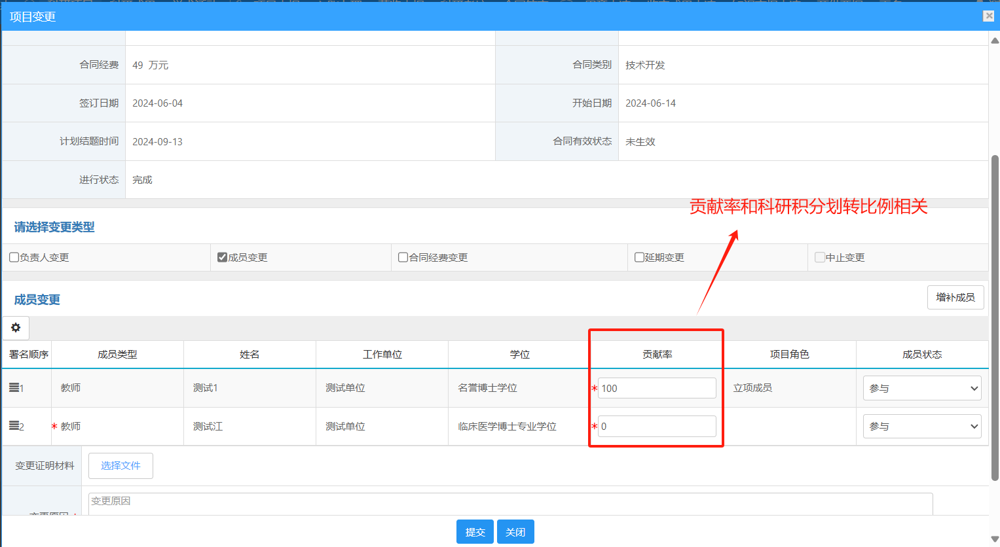 项目变更
合同经费 49 万元 合同类别 技术开发
签订日期 2024-06-04 开始日期 2024-06-14
计划结题时间 2024-09-13 合同有效状态 未生效
进行状态 完成
贡献率和科研积分划转比例相关
请选择变更类型
负责人变更 成员变更 合同经费变更 延期变更 中止变更
成员变更 增补成员
署名顺序 成员类型 姓名 工作单位 学位 贡献率 项目角色 成员状态
1 教师 测试1 测试单位 名誉博士学位 * 100 立项成员 参与
2 * 教师 测试江 测试单位 临床医学博士专业学位 * 0 参与
变更证明材料 选择文件
变更原因 * 变更原因
提交 关闭